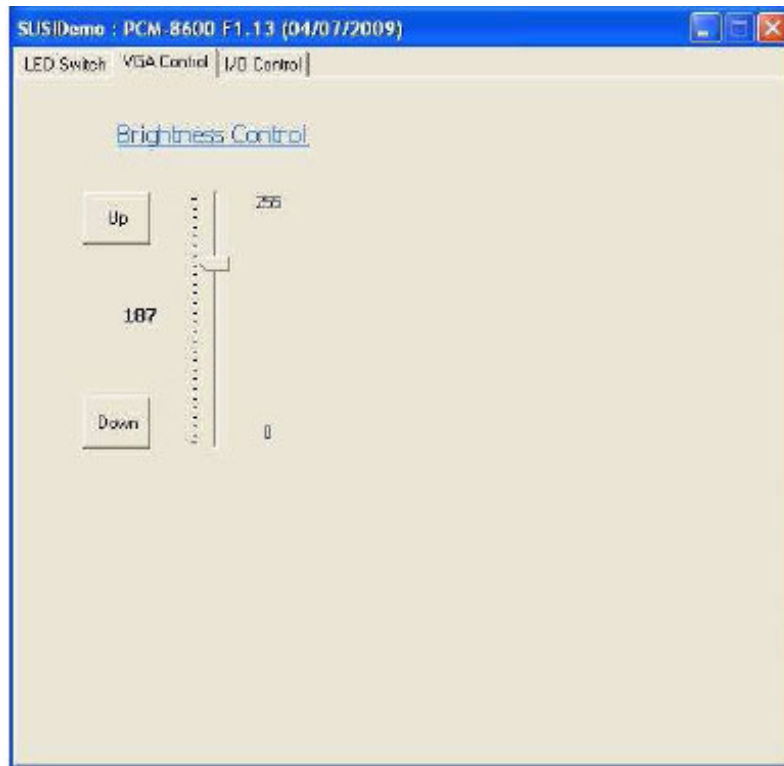 SUSIDemo : PCM-8600 F1.13 (04/07/2009)
LED Switch VGA Control I/O Control
Brightness Control
Up
255
187
Down
0